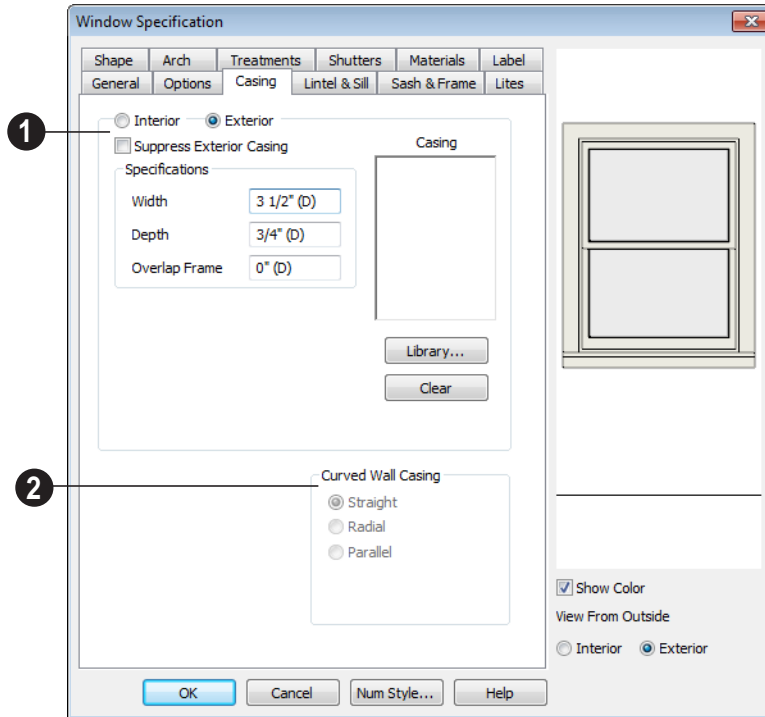 Window Specification
Shape Arch Treatments Shutters Materials Label
General Options Casing Lintel & Sill Sash & Frame Lites
1
Interior Exterior
Suppress Exterior Casing
Casing
Specifications
Width 3 1/2" (D)
Depth 3/4" (D)
Overlap Frame 0" (D)
Library...
Clear
2
Curved Wall Casing
Straight
Radial
Parallel
Show Color
View From Outside
Interior Exterior
OK Cancel Num Style... Help